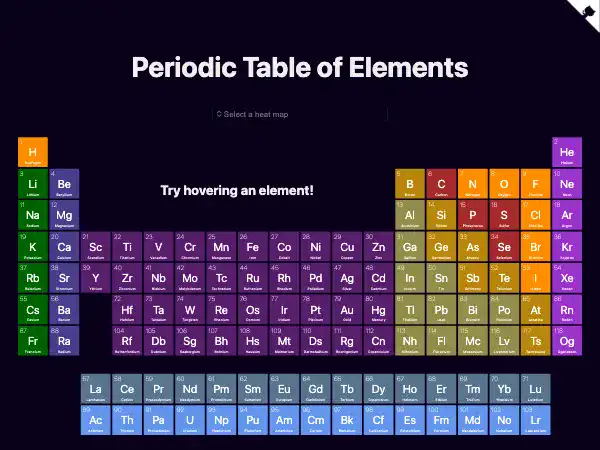 Periodic Table of Elements
Select a heat map
Try hovering an element!
1 H Hydrogen 2 He Helium
3 Li Lithium 4 Be Beryllium 5 B Boron 6 C Carbon 7 N Nitrogen 8 O Oxygen 9 F Fluorine 10 Ne Neon
11 Na Sodium 12 Mg Magnesium 13 Al Aluminium 14 Si Silicon 15 P Phosphorus 16 S Sulfur 17 Cl Chlorine 18 Ar Argon
19 K Potassium 20 Ca Calcium 21 Sc Scandium 22 Ti Titanium 23 V Vanadium 24 Cr Chromium 25 Mn Manganese 26 Fe Iron 27 Co Cobalt 28 Ni Nickel 29 Cu Copper 30 Zn Zinc 31 Ga Gallium 32 Ge Germanium 33 As Arsenic 34 Se Selenium 35 Br Bromine 36 Kr Krypton
37 Rb Rubidium 38 Sr Strontium 39 Y Yttrium 40 Zr Zirconium 41 Nb Niobium 42 Mo Molybdenum 43 Tc Technetium 44 Ru Ruthenium 45 Rh Rhodium 46 Pd Palladium 47 Ag Silver 48 Cd Cadmium 49 In Indium 50 Sn Tin 51 Sb Antimony 52 Te Tellurium 53 I Iodine 54 Xe Xenon
55 Cs Cesium 56 Ba Barium 72 Hf Hafnium 73 Ta Tantalum 74 W Tungsten 75 Re Rhenium 76 Os Osmium 77 Ir Iridium 78 Pt Platinum 79 Au Gold 80 Hg Mercury 81 Tl Thallium 82 Pb Lead 83 Bi Bismuth 84 Po Polonium 85 At Astatine 86 Rn Radon
87 Fr Francium 88 Ra Radium 104 Rf Rutherfordium 105 Db Dubnium 106 Sg Seaborgium 107 Bh Bohrium 108 Hs Hassium 109 Mt Meitnerium 110 Ds Darmstadtium 111 Rg Roentgenium 112 Cn Copernicium 113 Nh Nihonium 114 Fl Flerovium 115 Mc Moscovium 116 Lv Livermorium 117 Ts Tennessine 118 Og Oganesson
57 La Lanthanum 58 Ce Cerium 59 Pr Praseodymium 60 Nd Neodymium 61 Pm Promethium 62 Sm Samarium 63 Eu Europium 64 Gd Gadolinium 65 Tb Terbium 66 Dy Dysprosium 67 Ho Holmium 68 Er Erbium 69 Tm Thulium 70 Yb Ytterbium 71 Lu Lutetium
89 Ac Actinium 90 Th Thorium 91 Pa Protactinium 92 U Uranium 93 Np Neptunium 94 Pu Plutonium 95 Am Americium 96 Cm Curium 97 Bk Berkelium 98 Cf Californium 99 Es Einsteinium 100 Fm Fermium 101 Md Mendelevium 102 No Nobelium 103 Lr Lawrencium